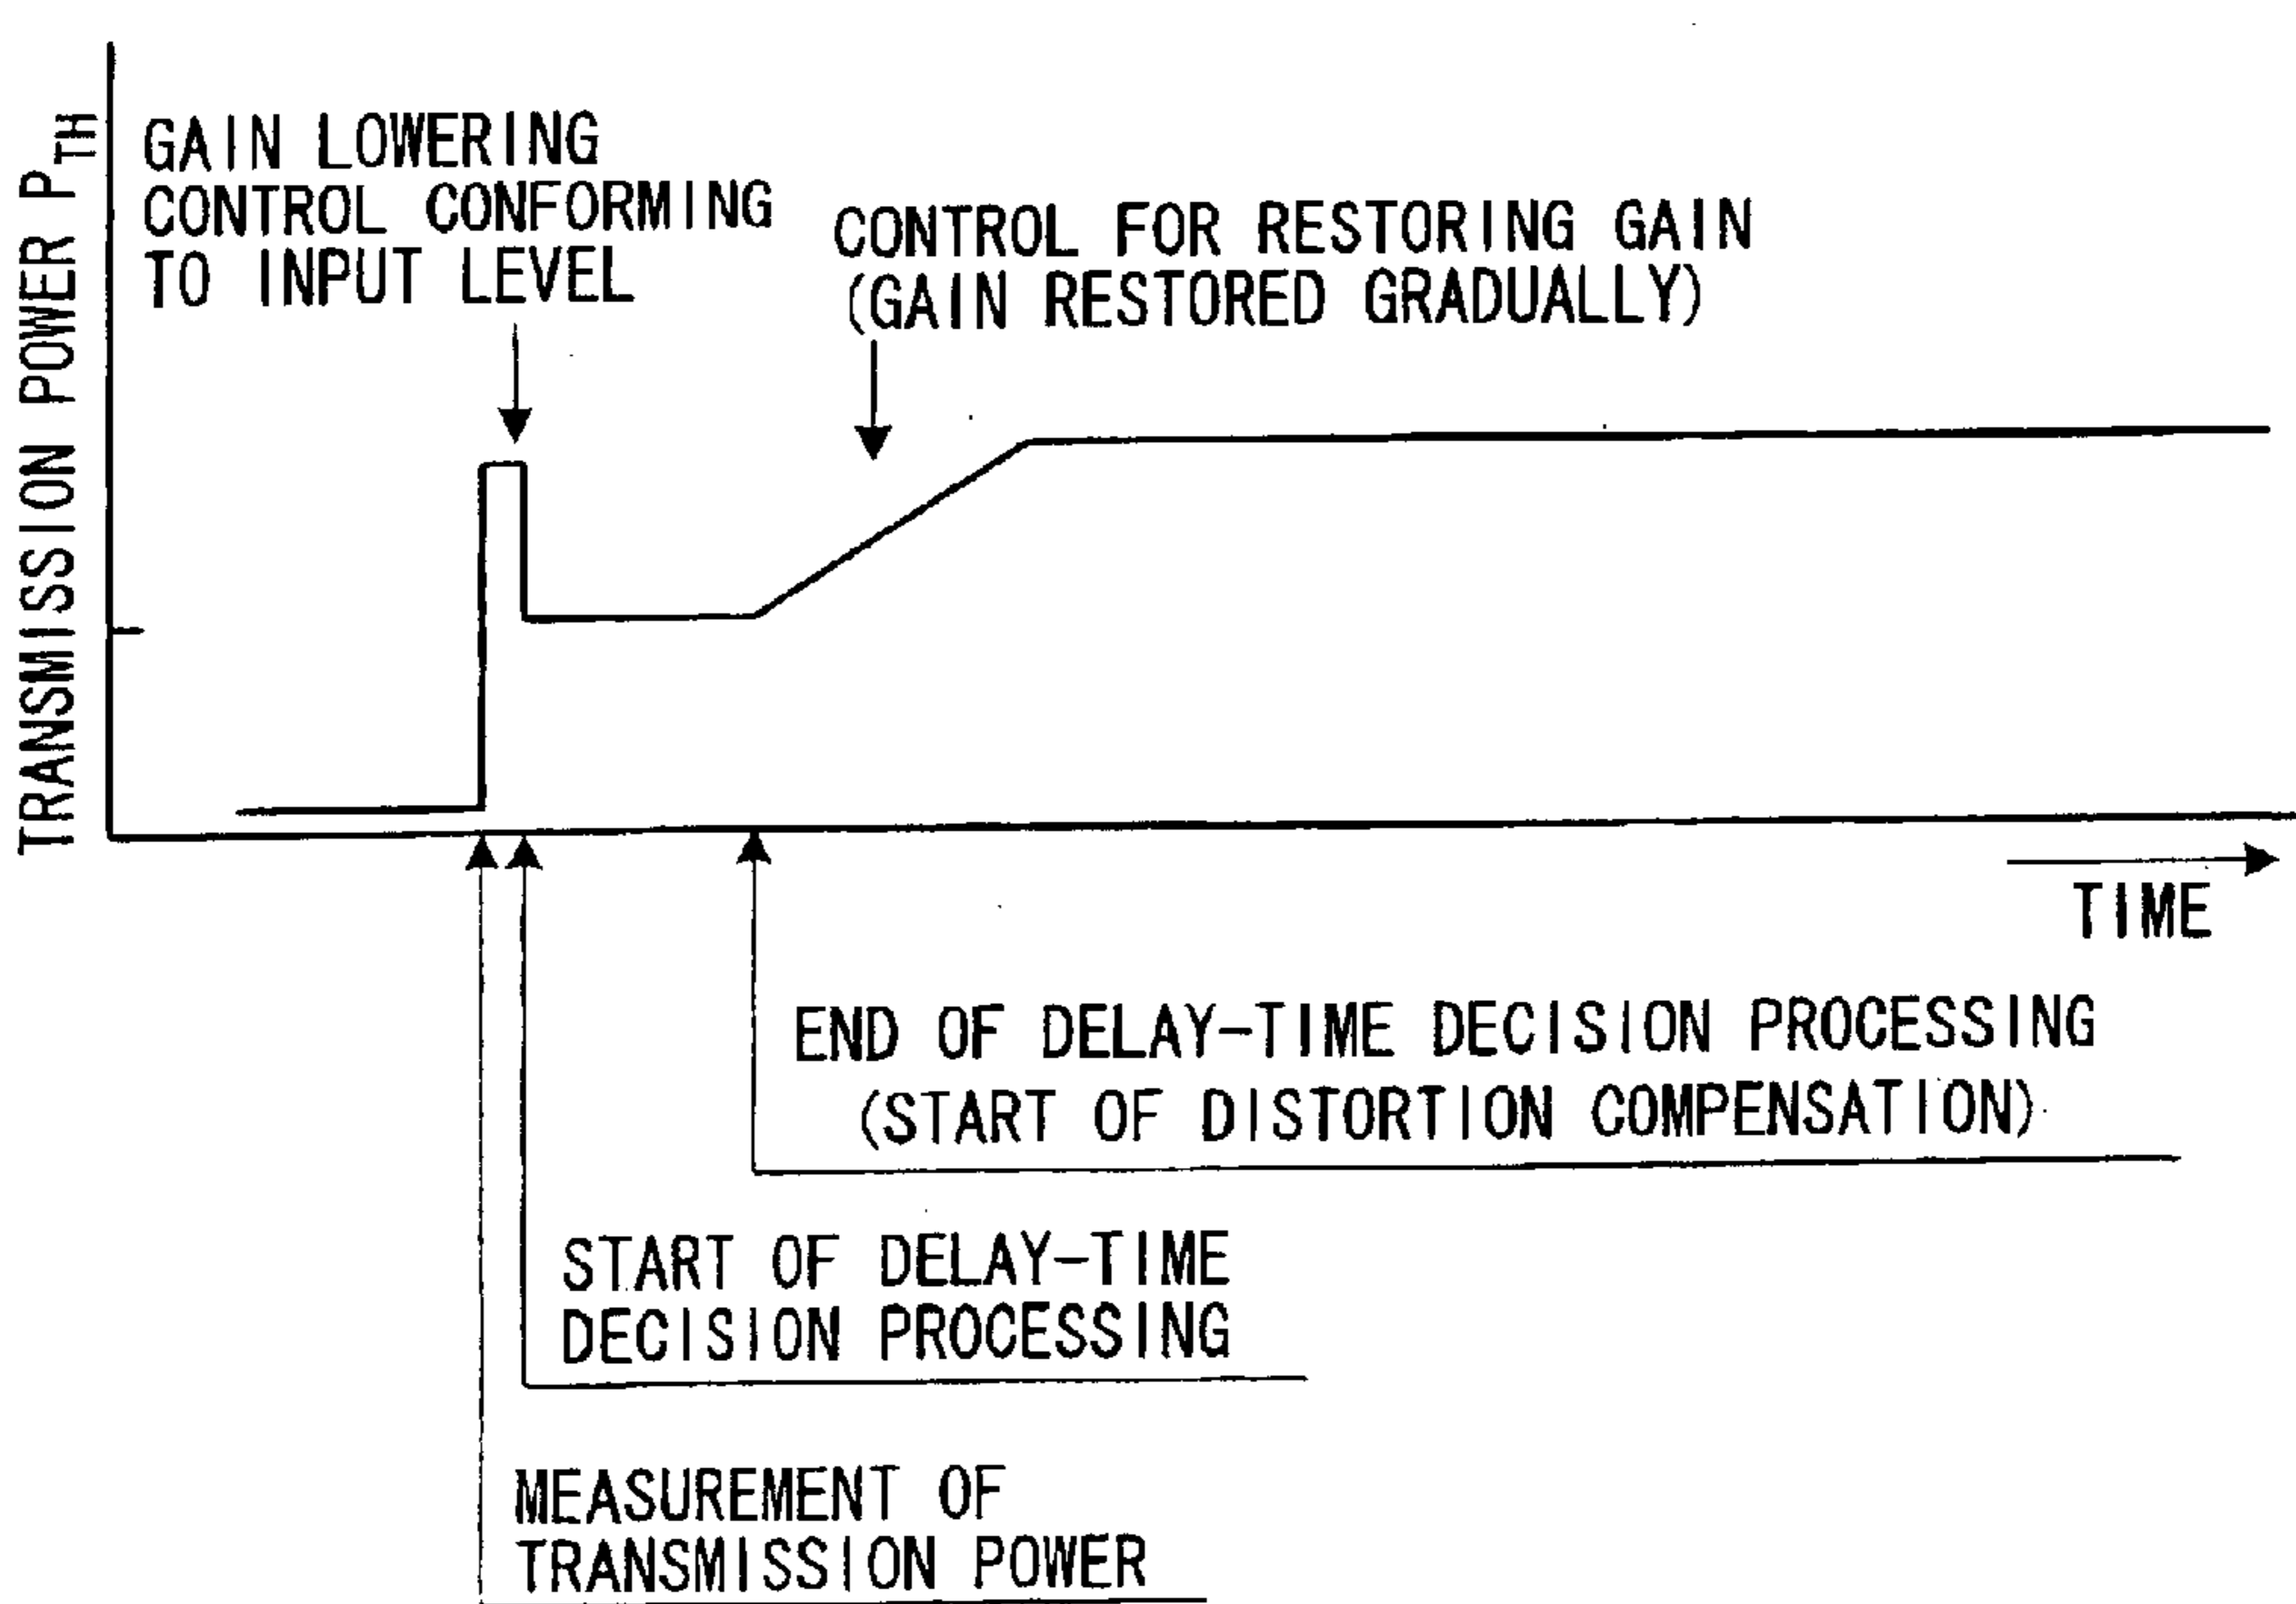 TRANSMISSION POWER PTH
GAIN LOWERING
CONTROL CONFORMING
TO INPUT LEVEL
CONTROL FOR RESTORING GAIN
(GAIN RESTORED GRADUALLY)
TIME
END OF DELAY-TIME DECISION PROCESSING
(START OF DISTORTION COMPENSATION)
START OF DELAY-TIME
DECISION PROCESSING
MEASUREMENT OF
TRANSMISSION POWER